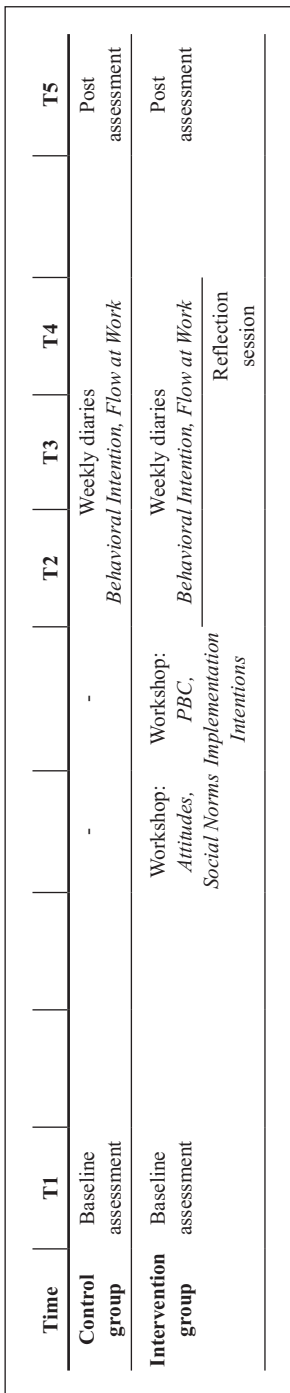 Time T1 T2 T3 T4 T5
Control Baseline - - Weekly diaries Post
group assessment Behavioral Intention, Flow at Work assessment
Intervention Baseline Workshop: Workshop: Weekly diaries Post
group assessment Attitudes, PBC, Behavioral Intention, Flow at Work assessment
Social Norms Implementation Reflection
Intentions session